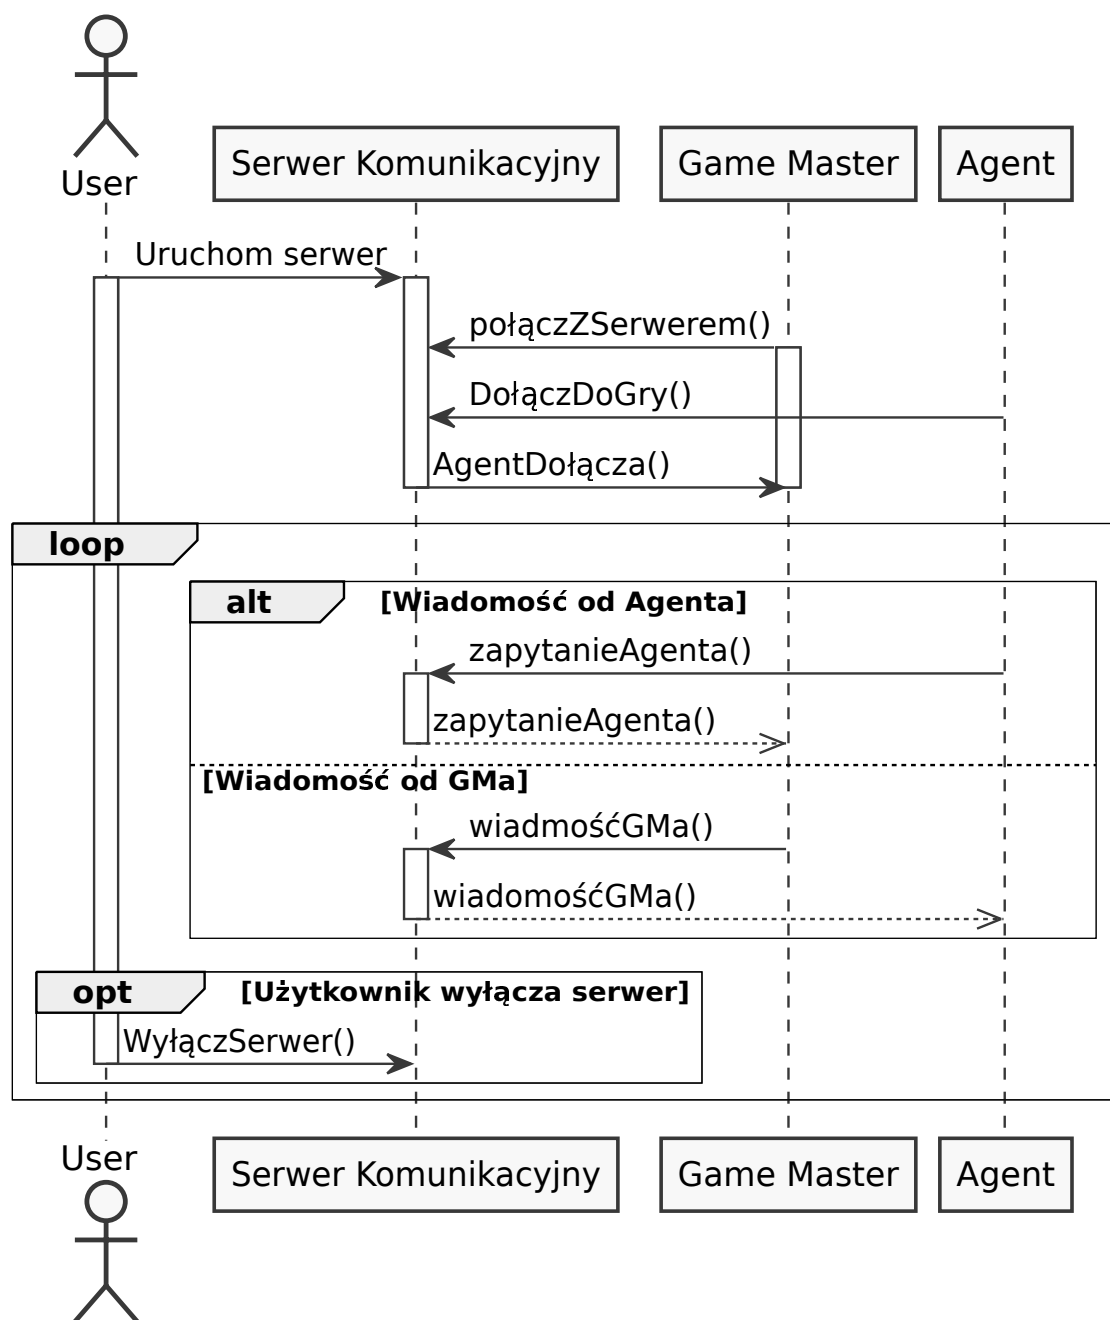 User
Serwer Komunikacyjny
Game Master
Agent
Uruchom serwer
połączZSerwerem()
DołączDoGry()
AgentDołącza()
loop
alt
[Wiadomość od Agenta]
zapytanieAgenta()
zapytanieAgenta()
[Wiadomość od GMa]
wiadmośćGMa()
wiadomośćGMa()
opt
[Użytkownik wyłącza serwer]
WyłączSerwer()
User
Serwer Komunikacyjny
Game Master
Agent